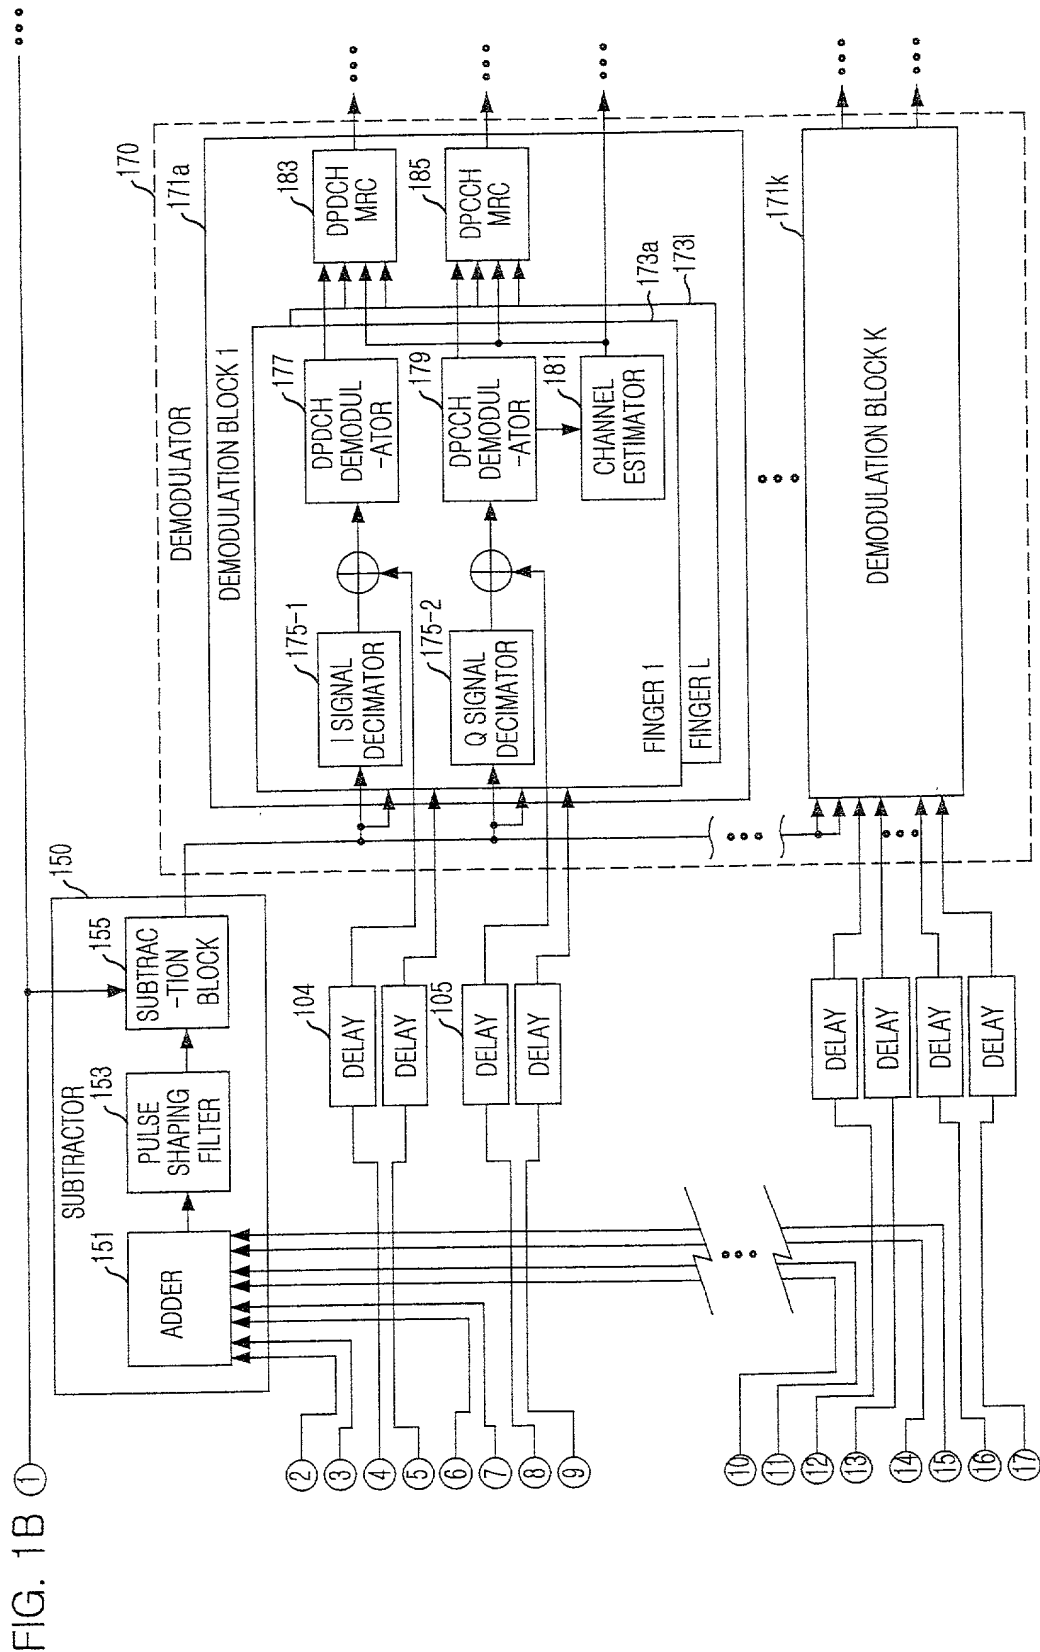 FIG. 1B
1
SUBTRACTOR
150
151
ADDER
153
PULSE
SHAPING
FILTER
155
SUBTRAC
-TION
BLOCK
DEMODULATOR
170
DEMODULATION BLOCK 1
171a
175-1
I SIGNAL
DECIMATOR
177
DPDCH
DEMODUL
-ATOR
183
DPDCH
MRC
175-2
Q SIGNAL
DECIMATOR
179
DPCCH
DEMODUL
-ATOR
185
DPCCH
MRC
181
CHANNEL
ESTIMATOR
FINGER 1
173a
FINGER L
173l
104
DELAY
DELAY
105
DELAY
DELAY
2
3
4
5
6
7
8
9
171k
DEMODULATION BLOCK K
DELAY
DELAY
DELAY
DELAY
10
11
12
13
14
15
16
17